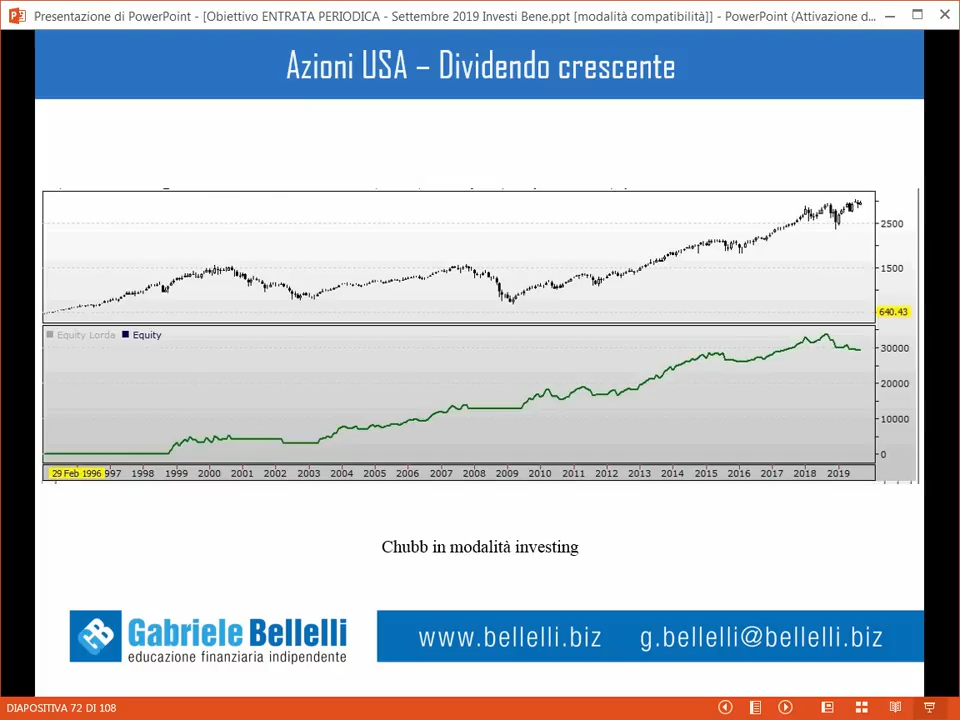 Presentazione di PowerPoint - [Obiettivo ENTRATA PERIODICA - Settembre 2019 Investi Bene.ppt [modalità compatibilità]] - PowerPoint (Attivazione d...
Azioni USA – Dividendo crescente
2500
1500
640.43
Equity Lorda Equity
30000
20000
10000
0
29 Feb 1996 997 1998 1999 2000 2001 2002 2003 2004 2005 2006 2007 2008 2009 2010 2011 2012 2013 2014 2015 2016 2017 2018 2019
Chubb in modalità investing
Gabriele Bellelli
educazione finanziaria indipendente
www.bellelli.biz g.bellelli@bellelli.biz
DIAPOSITIVA 72 DI 108